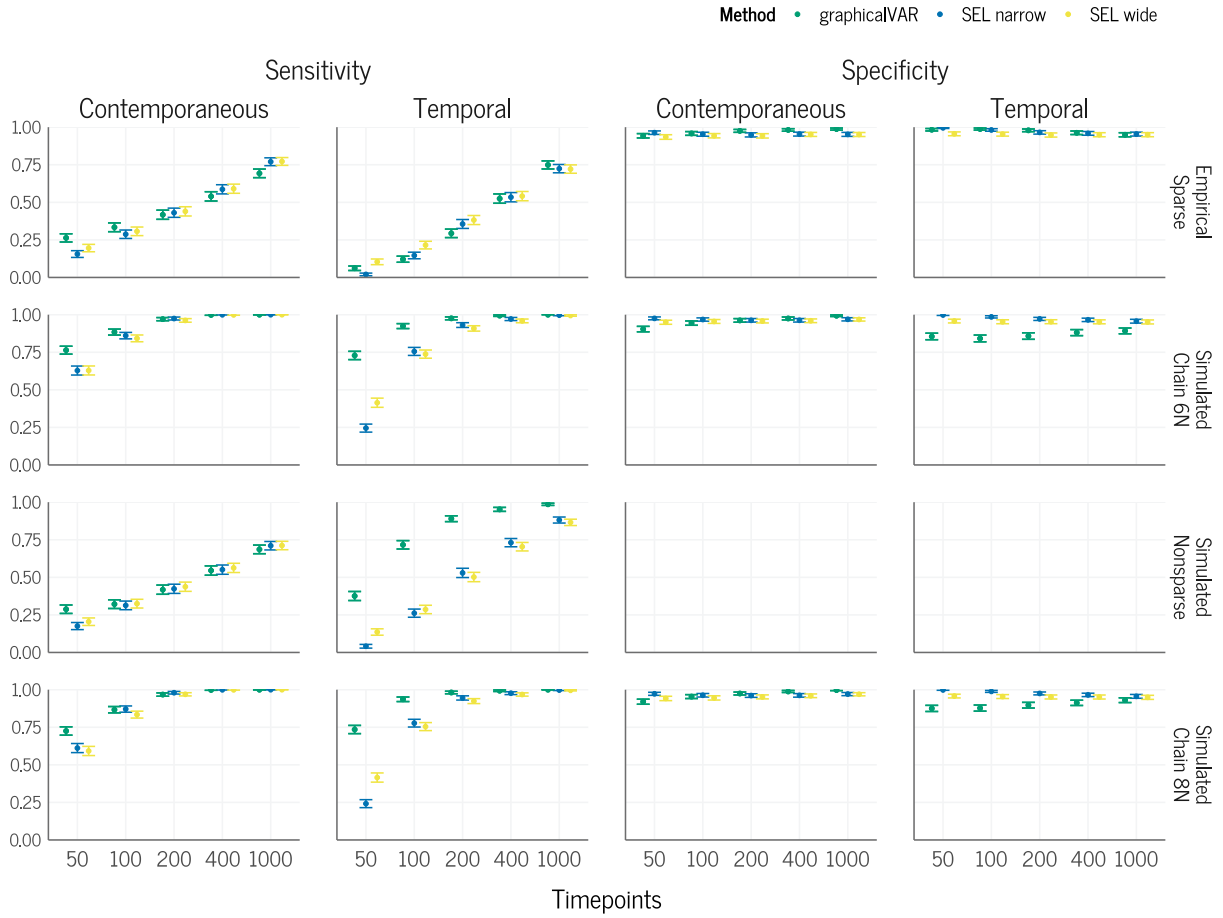 Method graphicalVAR SEL narrow SEL wide
Sensitivity Specificity
Contemporaneous Temporal Contemporaneous Temporal
1.00
0.75
0.50
0.25
0.00
Empirical
Sparse
1.00
0.75
0.50
0.25
0.00
Simulated
Chain 6N
1.00
0.75
0.50
0.25
0.00
Simulated
Nonsparse
1.00
0.75
0.50
0.25
0.00
Simulated
Chain 8N
50 100 200 400 1000 50 100 200 400 1000 50 100 200 400 1000 50 100 200 400 1000
Timepoints